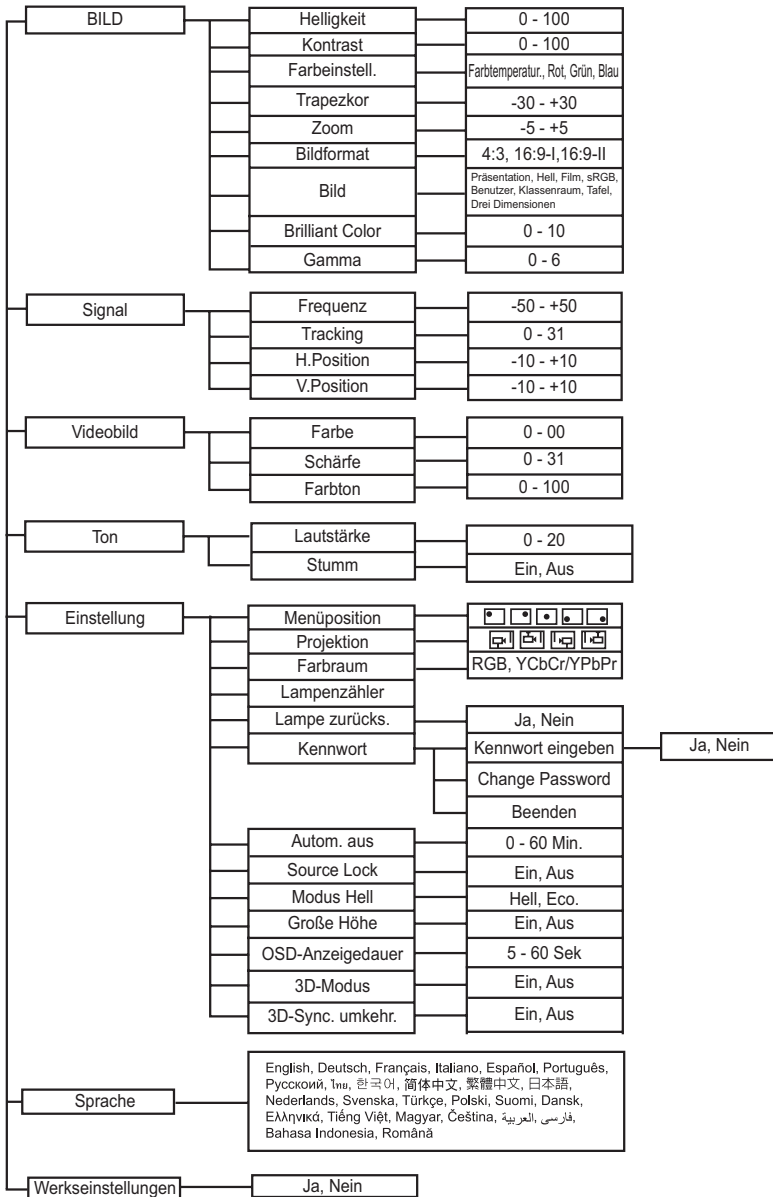 BILD
Helligkeit 0 - 100
Kontrast 0 - 100
Farbeinstell. Farbtemperatur., Rot, Grün, Blau
Trapezkor -30 - +30
Zoom -5 - +5
Bildformat 4:3, 16:9-I,16:9-II
Bild Präsentation, Hell, Film, sRGB,
Benutzer, Klassenraum, Tafel,
Drei Dimensionen
Brilliant Color 0 - 10
Gamma 0 - 6
Signal
Frequenz -50 - +50
Tracking 0 - 31
H.Position -10 - +10
V.Position -10 - +10
Videobild
Farbe 0 - 00
Schärfe 0 - 31
Farbton 0 - 100
Ton
Lautstärke 0 - 20
Stumm Ein, Aus
Einstellung
Menüposition
Projektion
Farbraum RGB, YCbCr/YPbPr
Lampenzähler
Lampe zurücks. Ja, Nein
Kennwort Kennwort eingeben Ja, Nein
Change Password
Beenden
Autom. aus 0 - 60 Min.
Source Lock Ein, Aus
Modus Hell Hell, Eco.
Große Höhe Ein, Aus
OSD-Anzeigedauer 5 - 60 Sek
3D-Modus Ein, Aus
3D-Sync. umkehr. Ein, Aus
Sprache
English, Deutsch, Français, Italiano, Español, Português,
Русскоий, ไทย, 한국어, 简体中文, 繁體中文, 日本語,
Nederlands, Svenska, Türkçe, Polski, Suomi, Dansk,
Ελληνικά, Tiếng Việt, Magyar, Čeština, فارسی, العربية,
Bahasa Indonesia, Română
Werkseinstellungen Ja, Nein